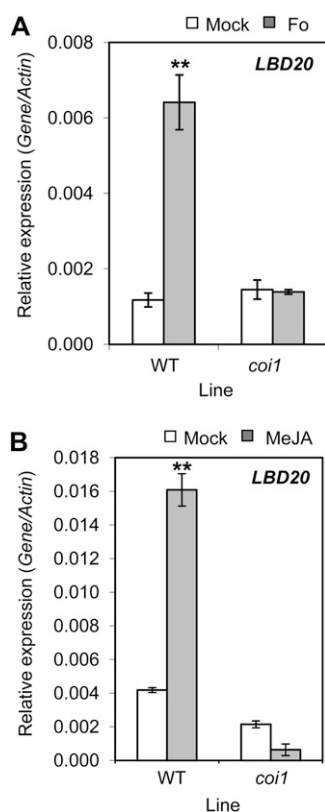 A
Mock Fo
LBD20
**
Relative expression (Gene/Actin)
0.008
0.006
0.004
0.002
0.000
WT coi1
Line
B
Mock MeJA
LBD20
**
Relative expression (Gene/Actin)
0.018
0.016
0.014
0.012
0.010
0.008
0.006
0.004
0.002
0.000
WT coi1
Line